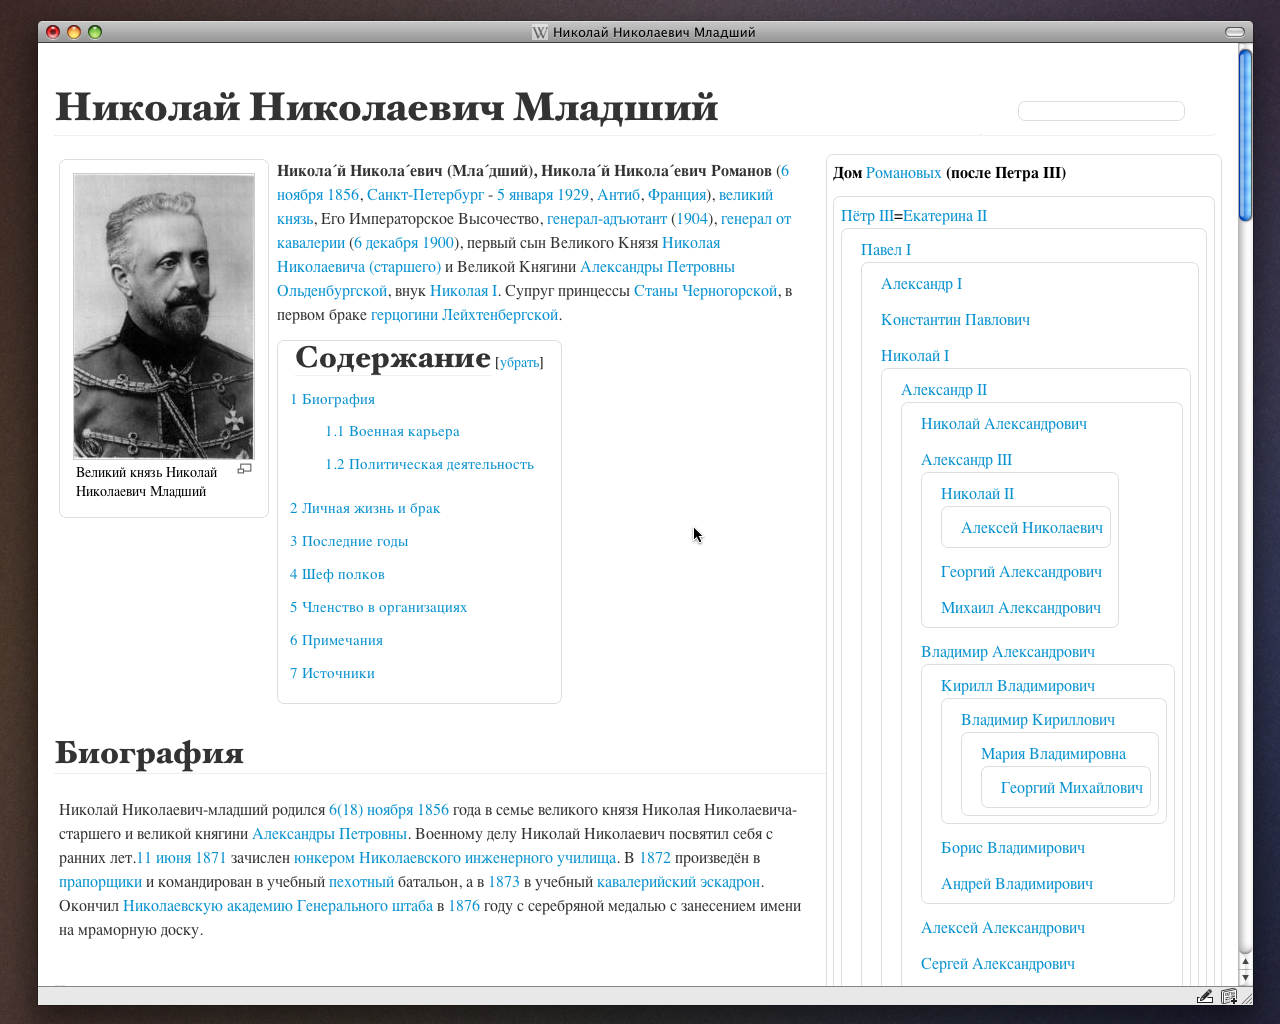 Николай Николаевич Младший
Николай Николаевич Младший
Великий князь Николай
Николаевич Младший
Никола´й Никола´евич (Мла´дший), Никола´й Никола´евич Романов (6
ноября 1856, Санкт-Петербург - 5 января 1929, Антиб, Франция), великий
князь, Его Императорское Высочество, генерал-адъютант (1904), генерал от
кавалерии (6 декабря 1900), первый сын Великого Князя Николая
Николаевича (старшего) и Великой Княгини Александры Петровны
Ольденбургской, внук Николая I. Супруг принцессы Станы Черногорской, в
первом браке герцогини Лейхтенбергской.
Содержание [убрать]
1 Биография
1.1 Военная карьера
1.2 Политическая деятельность
2 Личная жизнь и брак
3 Последние годы
4 Шеф полков
5 Членство в организациях
6 Примечания
7 Источники
Биография
Николай Николаевич-младший родился 6(18) ноября 1856 года в семье великого князя Николая Николаевича-
старшего и великой княгини Александры Петровны. Военному делу Николай Николаевич посвятил себя с
ранних лет.11 июня 1871 зачислен юнкером Николаевского инженерного училища. В 1872 произведён в
прапорщики и командирован в учебный пехотный батальон, а в 1873 в учебный кавалерийский эскадрон.
Окончил Николаевскую академию Генерального штаба в 1876 году с серебряной медалью с занесением имени
на мраморную доску.
Дом Романовых (после Петра III)
Пётр III=Екатерина II
Павел I
Александр I
Константин Павлович
Николай I
Александр II
Николай Александрович
Александр III
Николай II
Алексей Николаевич
Георгий Александрович
Михаил Александрович
Владимир Александрович
Кирилл Владимирович
Владимир Кириллович
Мария Владимировна
Георгий Михайлович
Борис Владимирович
Андрей Владимирович
Алексей Александрович
Сергей Александрович